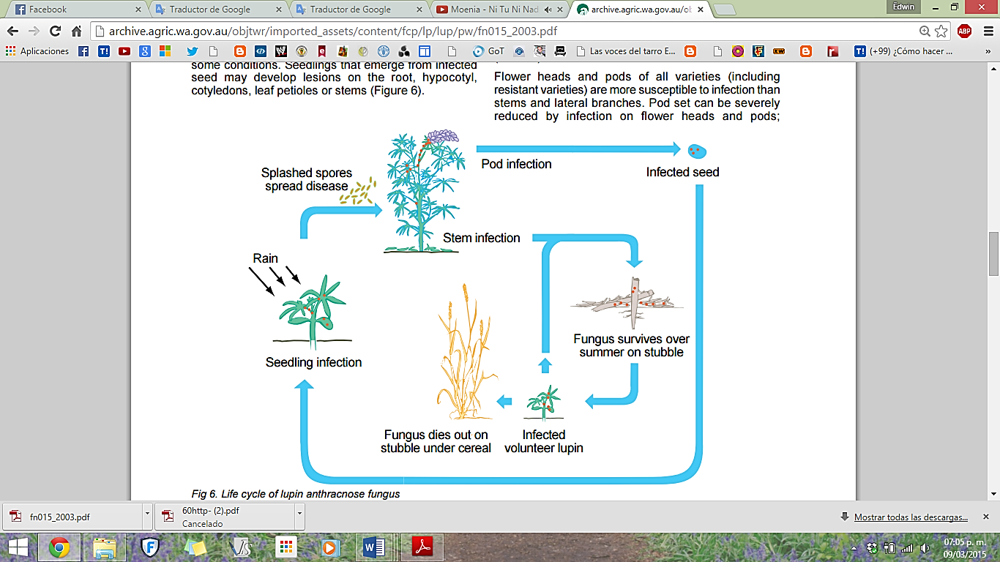 Facebook
Traductor de Google
Traductor de Google
Moenia - Ni Tu Ni Nad
archive.agric.wa.gov.au/ob
Edwin
archive.agric.wa.gov.au/objtwr/imported_assets/content/fcp/lp/lup/pw/fn015_2003.pdf
ABP
Aplicaciones
GoT
Las voces del tarro E...
(+99) ¿Cómo hacer ...
»
some conditions. Seedlings that emerge from infected
seed may develop lesions on the root, hypocotyl,
cotyledons, leaf petioles or stems (Figure 6).
Flower heads and pods of all varieties (including
resistant varieties) are more susceptible to infection than
stems and lateral branches. Pod set can be severely
reduced by infection on flower heads and pods;
Splashed spores
spread disease
Pod infection
Infected seed
Stem infection
Rain
Seedling infection
Fungus survives over
summer on stubble
Fungus dies out on
stubble under cereal
Infected
volunteer lupin
Fig 6. Life cycle of lupin anthracnose fungus
fn015_2003.pdf
60http- (2).pdf
Cancelado
Mostrar todas las descargas...
07:05 p. m.
09/03/2015